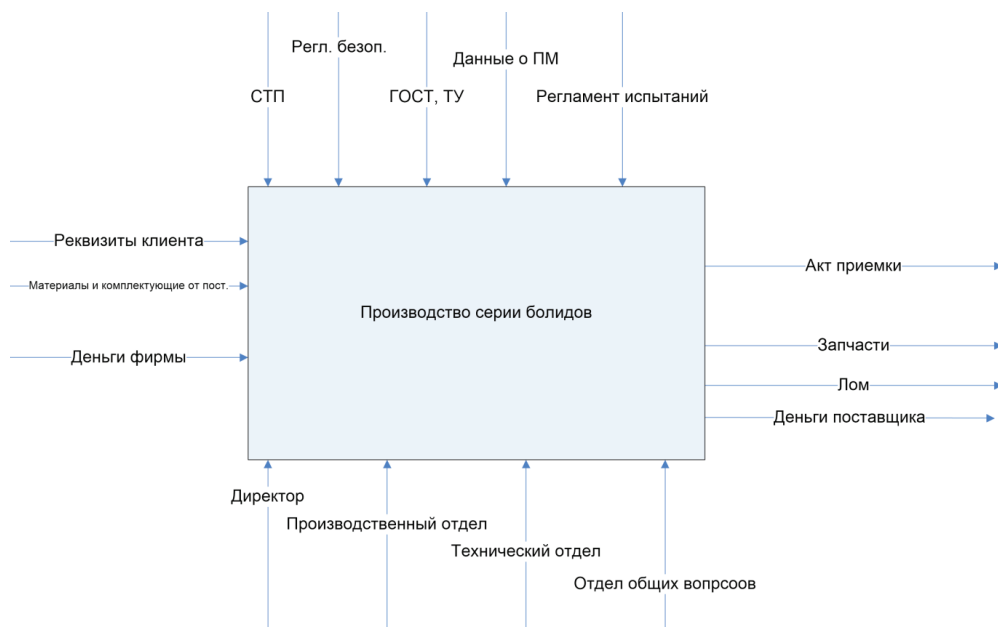 Регл. безоп.
Данные о ПМ
СТП
ГОСТ, ТУ
Регламент испытаний
Реквизиты клиента
Материалы и комплектующие от пост.
Деньги фирмы
Производство серии болидов
Акт приемки
Запчасти
Лом
Деньги поставщика
Директор
Производственный отдел
Технический отдел
Отдел общих вопрсоов